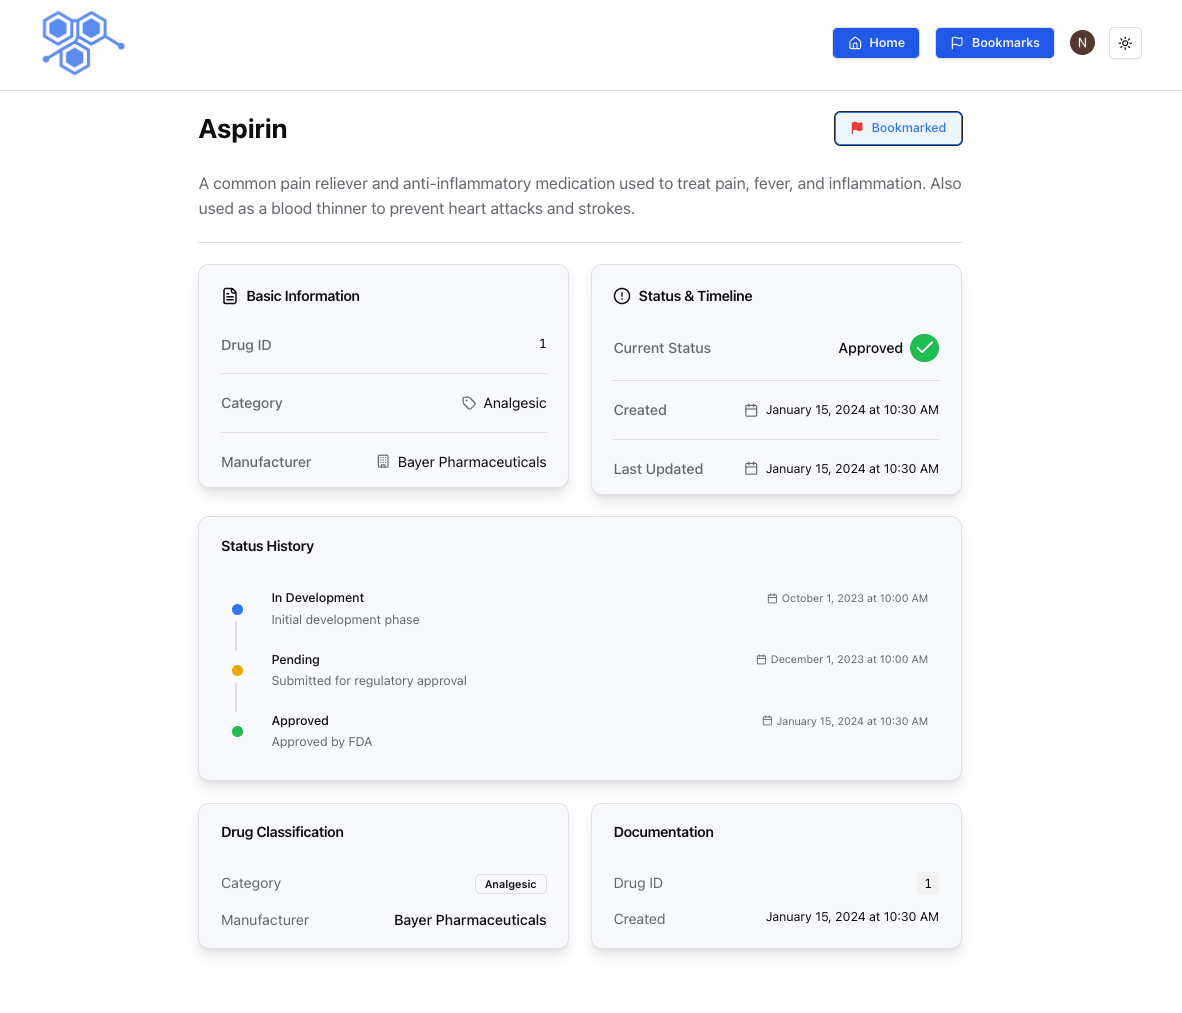 Home
Bookmarks
N
Aspirin
Bookmarked
A common pain reliever and anti-inflammatory medication used to treat pain, fever, and inflammation. Also
used as a blood thinner to prevent heart attacks and strokes.
Basic Information
Drug ID 1
Category Analgesic
Manufacturer Bayer Pharmaceuticals
Status & Timeline
Current Status Approved
Created January 15, 2024 at 10:30 AM
Last Updated January 15, 2024 at 10:30 AM
Status History
In Development October 1, 2023 at 10:00 AM
Initial development phase
Pending December 1, 2023 at 10:00 AM
Submitted for regulatory approval
Approved January 15, 2024 at 10:30 AM
Approved by FDA
Drug Classification
Category Analgesic
Manufacturer Bayer Pharmaceuticals
Documentation
Drug ID 1
Created January 15, 2024 at 10:30 AM